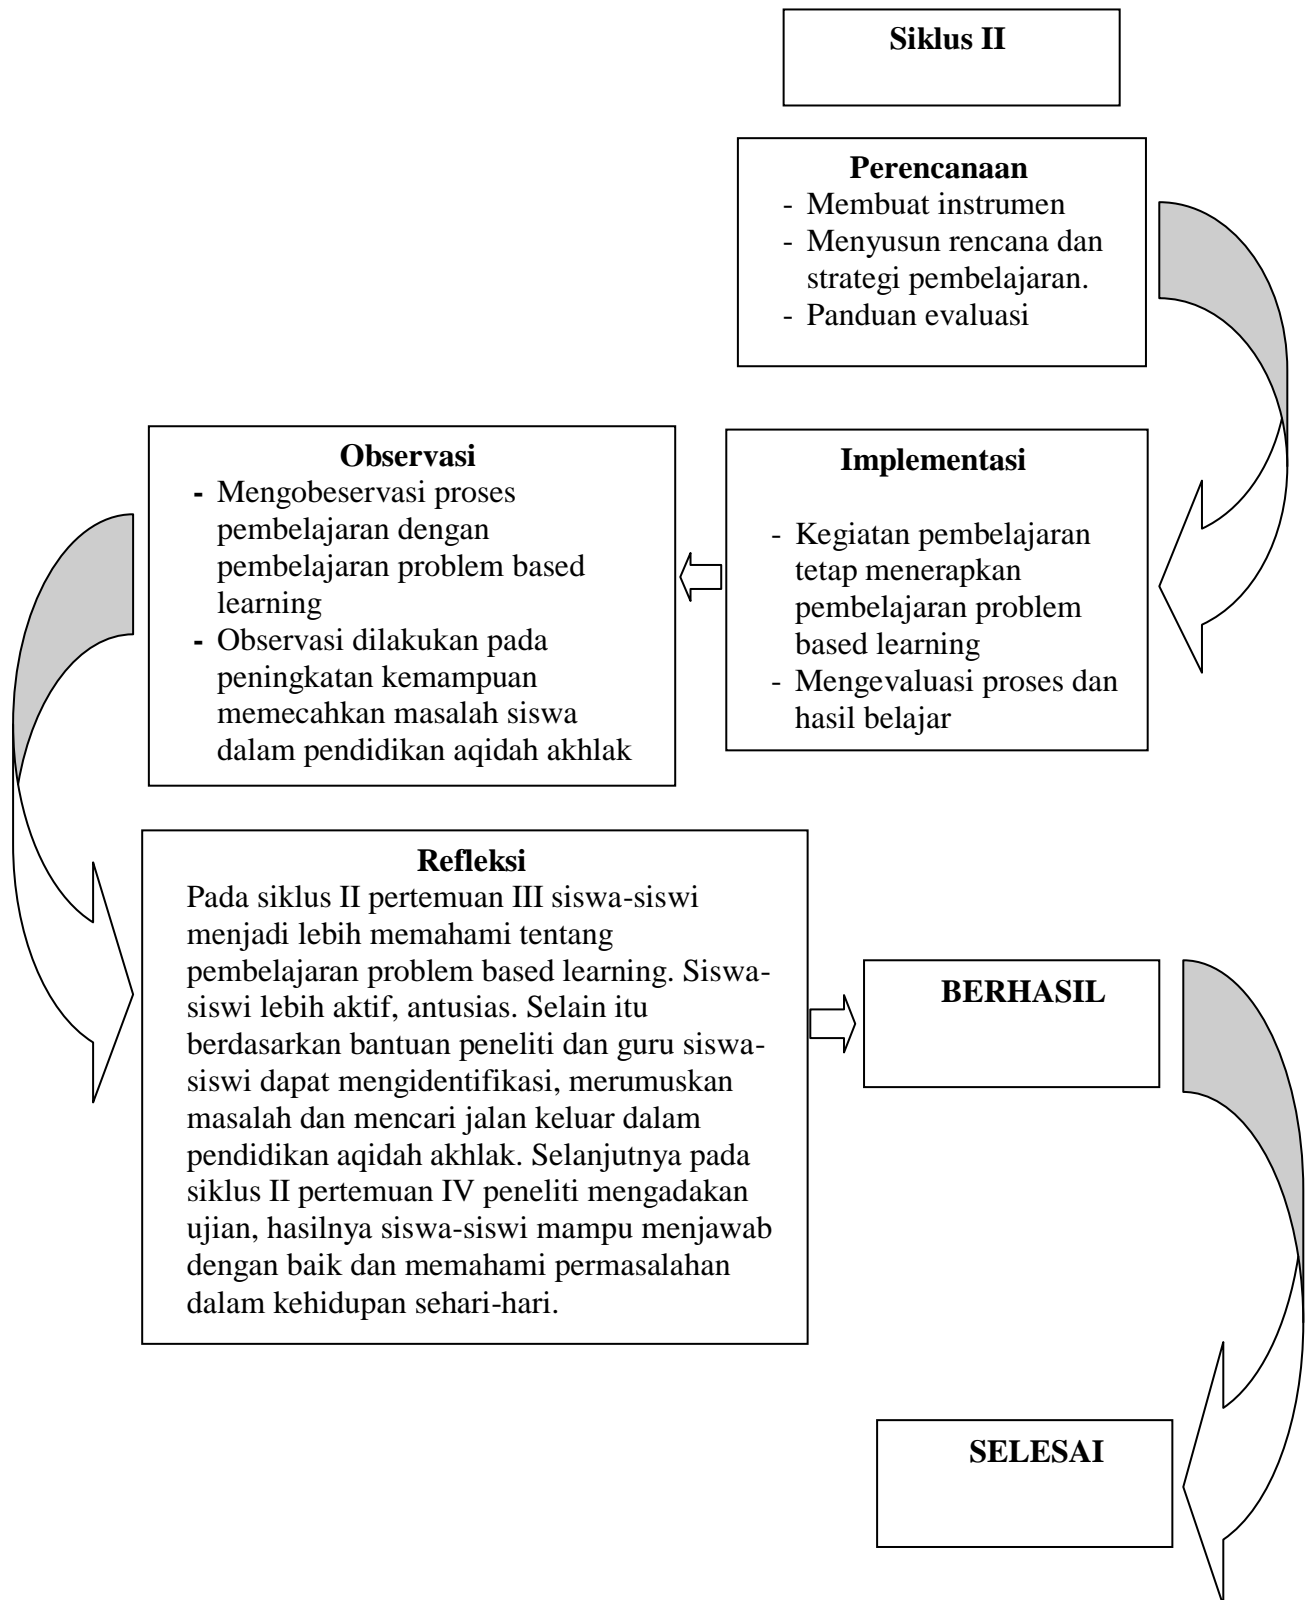 Siklus II
Perencanaan
- Membuat instrumen
- Menyusun rencana dan
strategi pembelajaran.
- Panduan evaluasi
Implementasi
- Kegiatan pembelajaran
tetap menerapkan
pembelajaran problem
based learning
- Mengevaluasi proses dan
hasil belajar
Observasi
- Mengobeservasi proses
pembelajaran dengan
pembelajaran problem based
learning
- Observasi dilakukan pada
peningkatan kemampuan
memecahkan masalah siswa
dalam pendidikan aqidah akhlak
Refleksi
Pada siklus II pertemuan III siswa-siswi
menjadi lebih memahami tentang
pembelajaran problem based learning. Siswa-
siswi lebih aktif, antusias. Selain itu
berdasarkan bantuan peneliti dan guru siswa-
siswi dapat mengidentifikasi, merumuskan
masalah dan mencari jalan keluar dalam
pendidikan aqidah akhlak. Selanjutnya pada
siklus II pertemuan IV peneliti mengadakan
ujian, hasilnya siswa-siswi mampu menjawab
dengan baik dan memahami permasalahan
dalam kehidupan sehari-hari.
BERHASIL
SELESAI